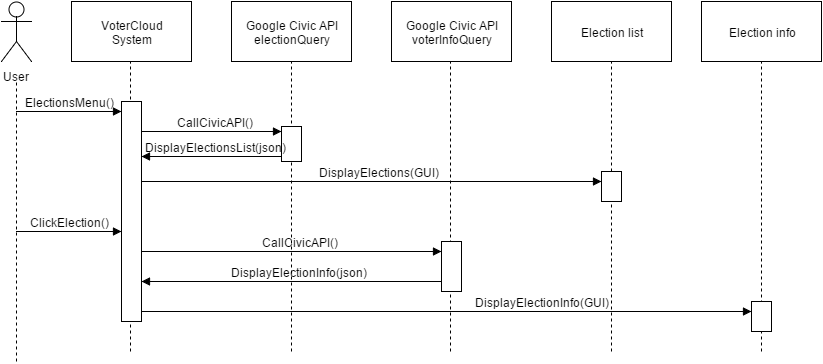 VoterCloud
System
Google Civic API
electionQuery
Google Civic API
voterInfoQuery
Election list
Election info
User
ElectionsMenu()
CallCivicAPI()
DisplayElectionsList(json)
DisplayElections(GUI)
ClickElection()
CallCivicAPI()
DisplayElectionInfo(json)
DisplayElectionInfo(GUI)